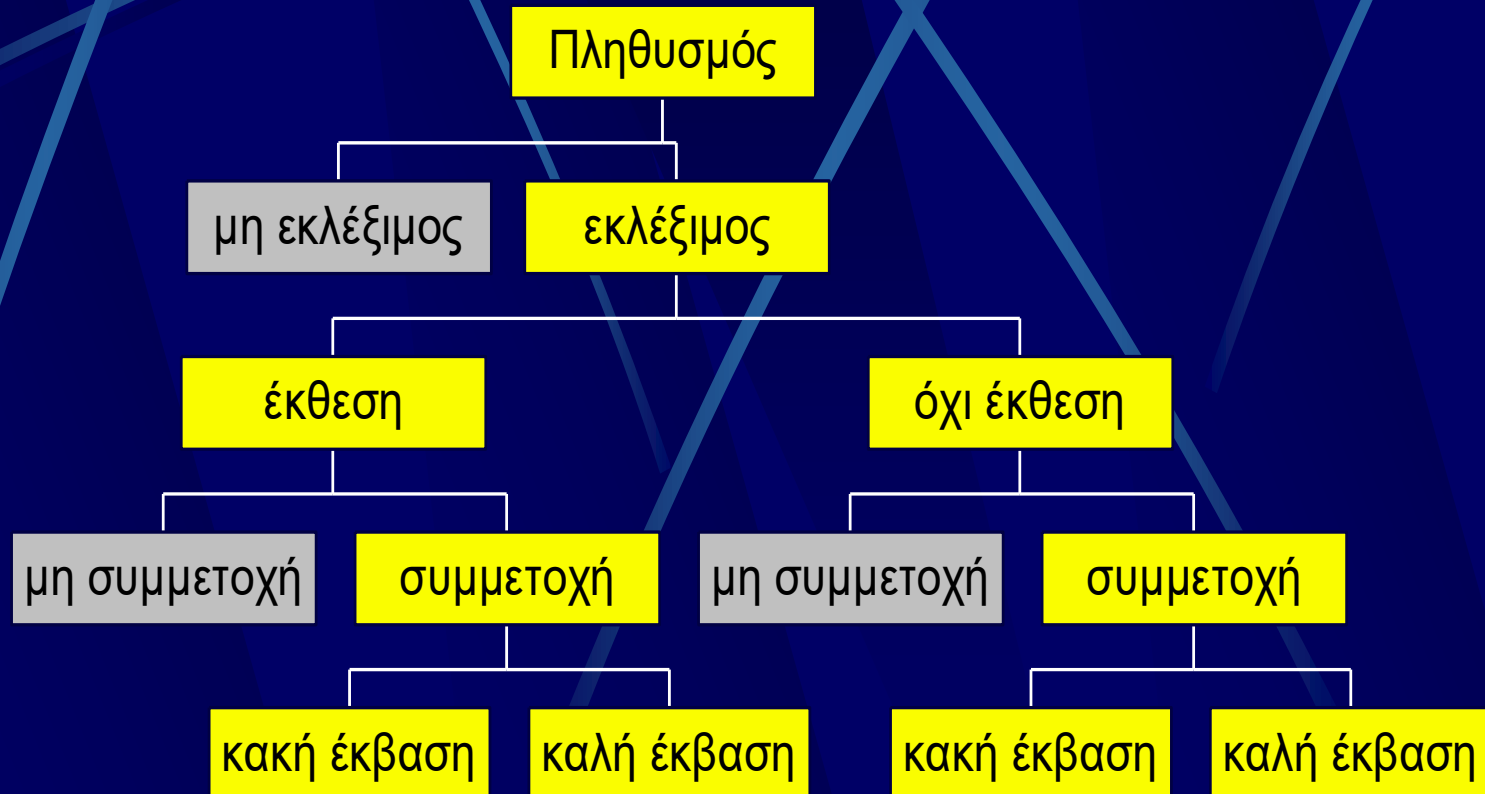 Πληθυσμός
μη εκλέξιμος
εκλέξιμος
έκθεση
όχι έκθεση
μη συμμετοχή
συμμετοχή
μη συμμετοχή
συμμετοχή
κακή έκβαση
καλή έκβαση
κακή έκβαση
καλή έκβαση